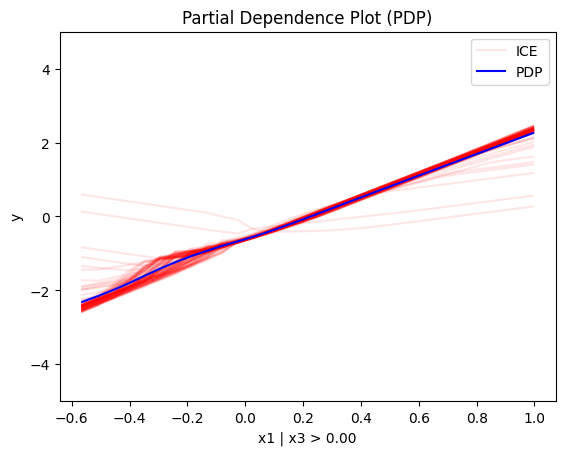 Partial Dependence Plot (PDP)
ICE
PDP
y
4
2
0
−2
−4
−0.6 −0.4 −0.2 0.0 0.2 0.4 0.6 0.8 1.0
x1 | x3 > 0.00